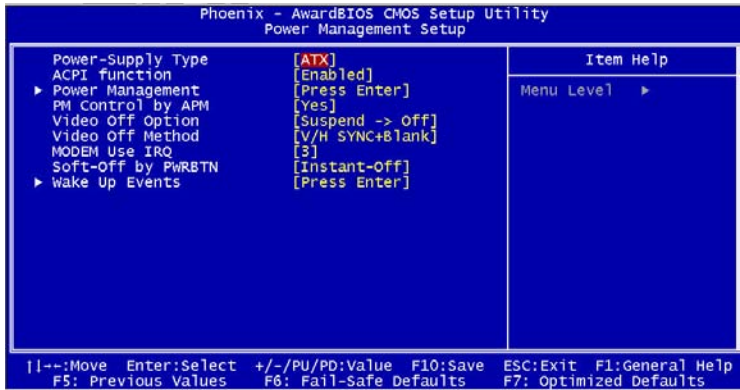 Phoenix - AwardBIOS CMOS Setup Utility
Power Management Setup
Power-Supply Type [ATX]
ACPI function [Enabled]
▶ Power Management [Press Enter]
PM Control by APM [Yes]
Video Off Option [Suspend -> Off]
Video Off Method [V/H SYNC+Blank]
MODEM Use IRQ [3]
Soft-Off by PWRBTN [Instant-Off]
▶ Wake Up Events [Press Enter]
Item Help
Menu Level ▶
↑↓→←:Move Enter:Select +/-/PU/PD:Value F10:Save ESC:Exit F1:General Help
F5: Previous Values F6: Fail-Safe Defaults F7: Optimized Defaults